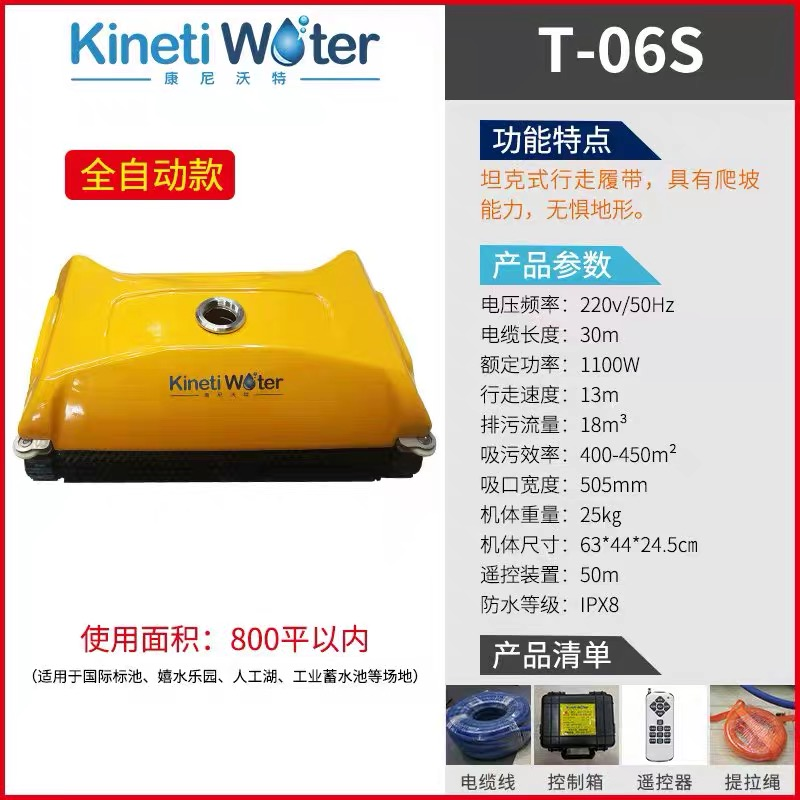 Kineti Water
康尼沃特
全自动款
Kineti Water
康尼沃特
使用面积：800平以内
（适用于国际标池、嬉水乐园、人工湖、工业蓄水池等场地）
T-06S
功能特点
坦克式行走履带，具有爬坡
能力，无惧地形。
产品参数
电压频率：220v/50Hz
电缆长度：30m
额定功率：1100W
行走速度：13m
排污流量：18m³
吸污效率：400-450m²
吸口宽度：505mm
机体重量：25kg
机体尺寸：63*44*24.5㎝
遥控装置：50m
防水等级：IPX8
产品清单
Kineti Water
电缆线
控制箱
遥控器
提拉绳